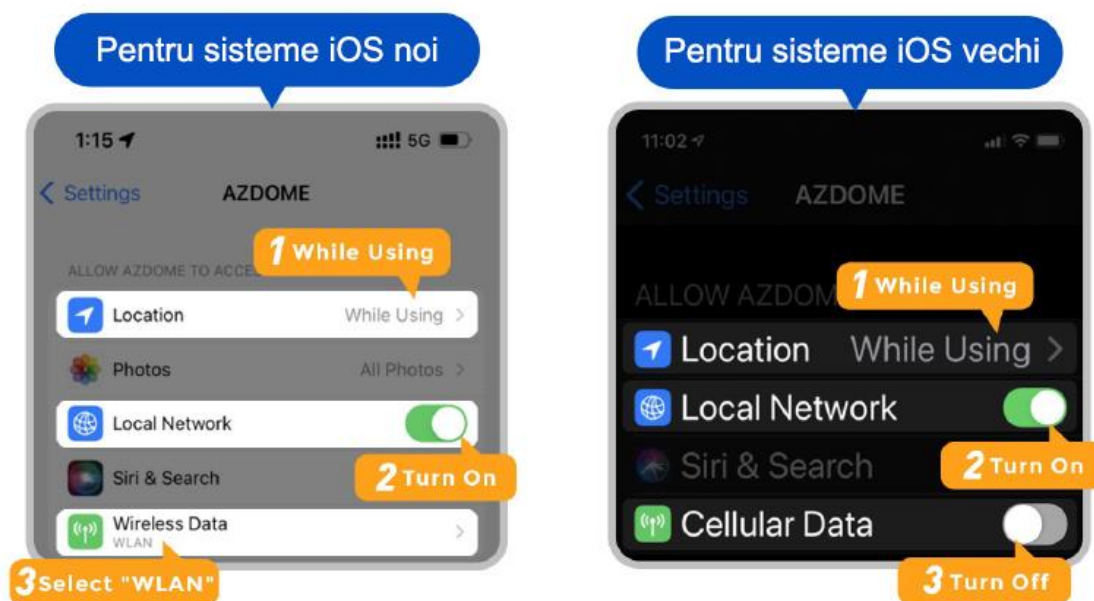 Pentru sisteme iOS noi
1:15
5G
Settings
AZDOME
1 While Using
ALLOW AZDOME TO ACCE
Location
While Using
Photos
All Photos
Local Network
Siri & Search
2 Turn On
Wireless Data
WLAN
3 Select "WLAN"
Pentru sisteme iOS vechi
11:02
Settings
AZDOME
1 While Using
ALLOW AZDOM
Location
While Using
Local Network
Siri & Search
2 Turn On
Cellular Data
3 Turn Off